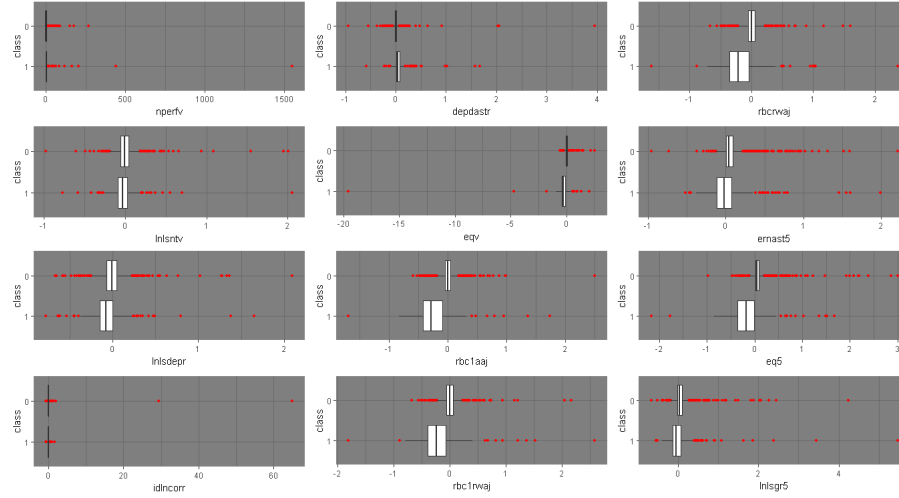 class
0
1
0 500 1000 1500
nperfv
class
0
1
-1 0 1 2 3 4
depdastr
class
0
1
-1 0 1 2
rbcrwaj
class
0
1
-1 0 1 2
lnlsntv
class
0
1
-20 -15 -10 -5 0
eqv
class
0
1
-1 0 1 2
ernast5
class
0
1
0 1 2
lnlsdepr
class
0
1
-2 -1 0 1 2
rbc1aaj
class
0
1
-2 -1 0 1 2 3
eq5
class
0
1
0 20 40 60
idlncorr
class
0
1
-2 -1 0 1 2
rbc1rwaj
class
0
1
0 2 4
lnlsgr5